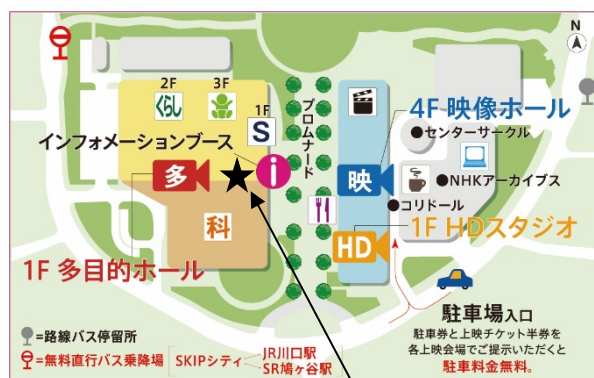 N
2F
3F
くらし
1F
S
プロムナード
4F 映像ホール
●センターサークル
インフォメーションブース
i
多
映
●NHKアーカイブス
●コリドール
科
HD
1F HDスタジオ
1F 多目的ホール
駐車場入口
駐車券と上映チケット半券を
各上映会場でご提示いただくと
駐車料金無料。
=路線バス停留所
=無料直行バス乗降場
SKIPシティ
JR川口駅
SR鳩ヶ谷駅